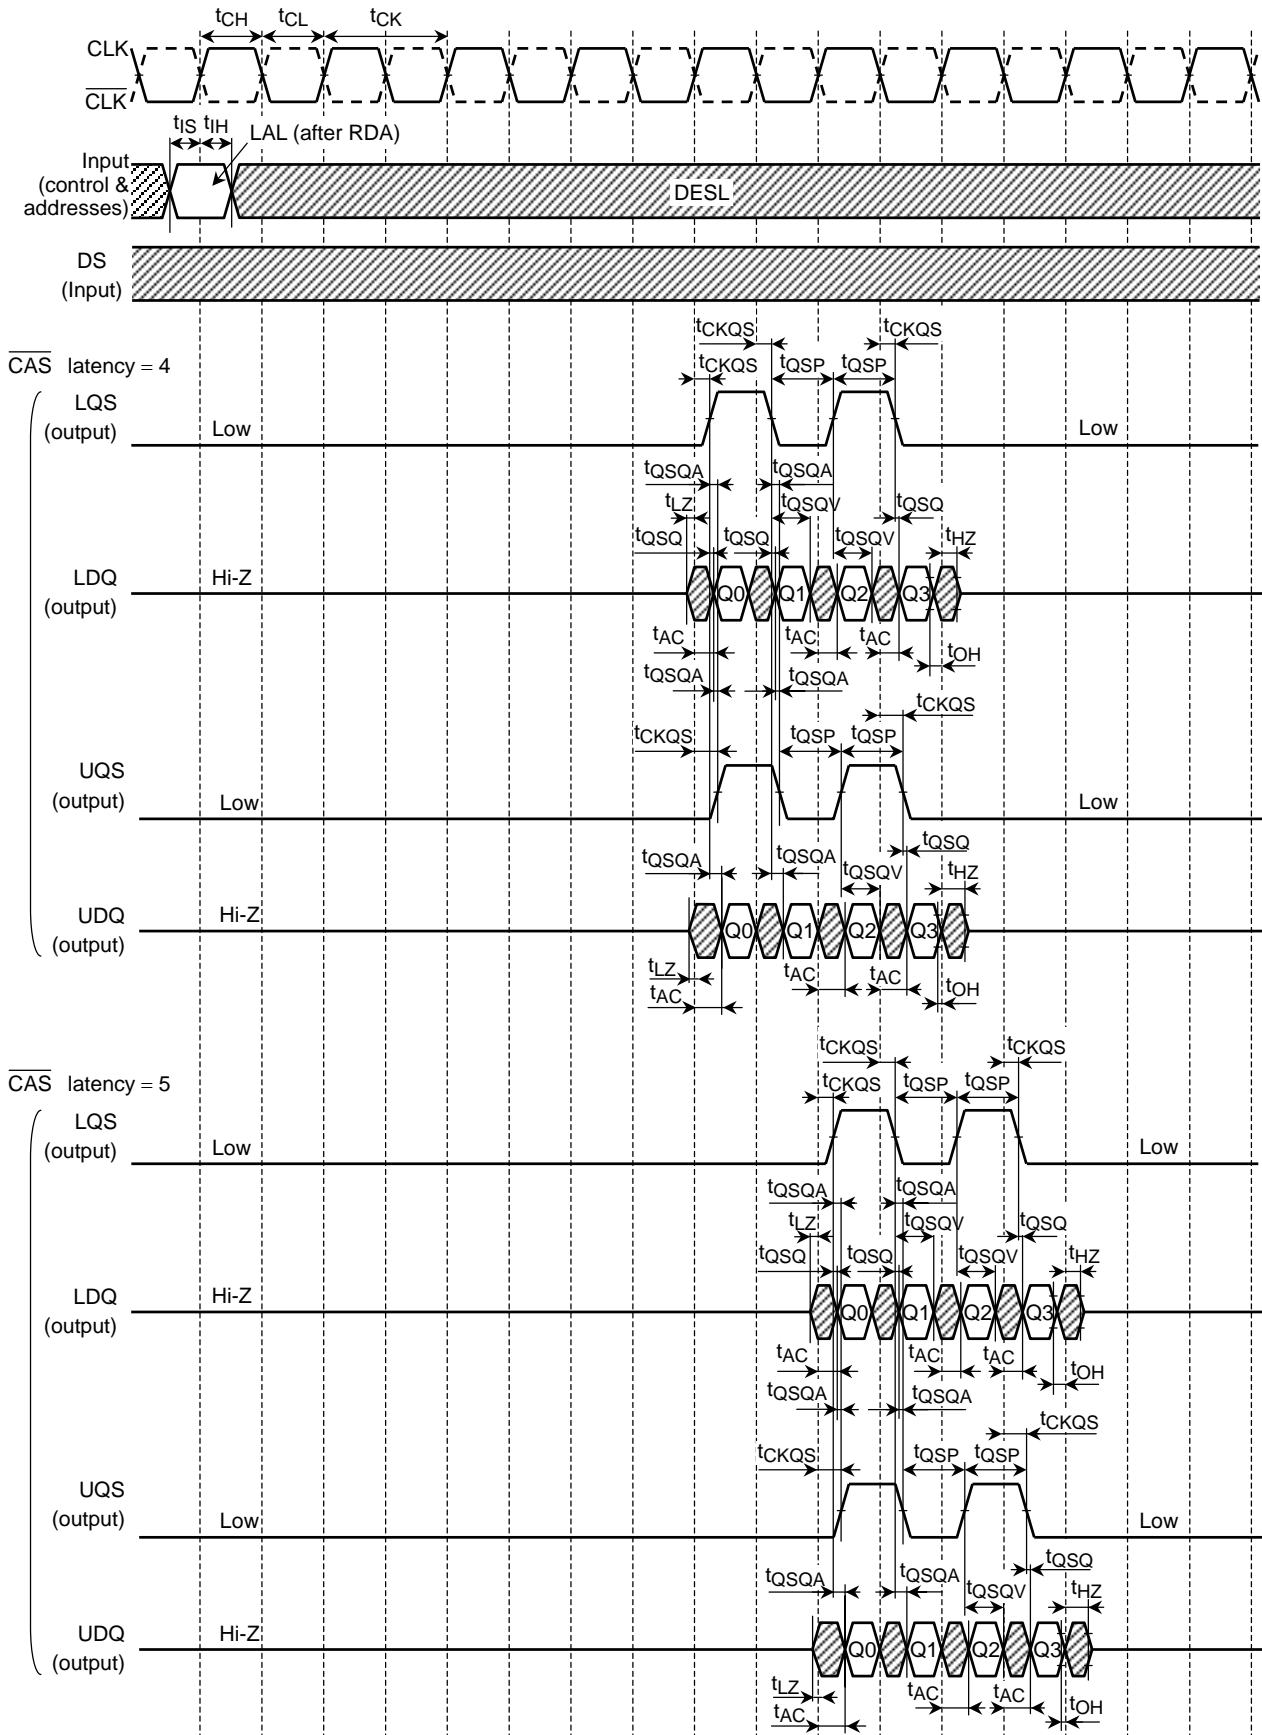 tCH tCL tCK
CLK
CLK
tIS tIH LAL (after RDA)
Input
(control &
addresses)
DESL
DS
(Input)
tCKQS tCKQS
CAS latency = 4
tCKQS tQSP tQSP
LQS
(output)
Low Low
tQSQA tQSQA
tLZ tQSQV tQSQ
tQSQ tQSQ tQSQV tHZ
LDQ
(output)
Hi-Z
Q0 Q1 Q2 Q3
tAC tAC tAC
tOH
tQSQA tQSQA
tCKQS
tCKQS tQSP tQSP
UQS
(output)
Low Low
tQSQ
tQSQA tQSQA
tQSQV tHZ
UDQ
(output)
Hi-Z
Q0 Q1 Q2 Q3
tLZ tAC tAC
tAC tOH
tCKQS tCKQS
CAS latency = 5
tCKQS tQSP tQSP
LQS
(output)
Low Low
tQSQA tQSQA
tLZ tQSQV tQSQ
tQSQ tQSQ tQSQV tHZ
LDQ
(output)
Hi-Z
Q0 Q1 Q2 Q3
tAC tAC tAC
tOH
tQSQA tQSQA
tCKQS
tCKQS tQSP tQSP
UQS
(output)
Low Low
tQSQ
tQSQA tQSQA
tQSQV tHZ
UDQ
(output)
Hi-Z
Q0 Q1 Q2 Q3
tLZ tAC tAC
tAC tOH